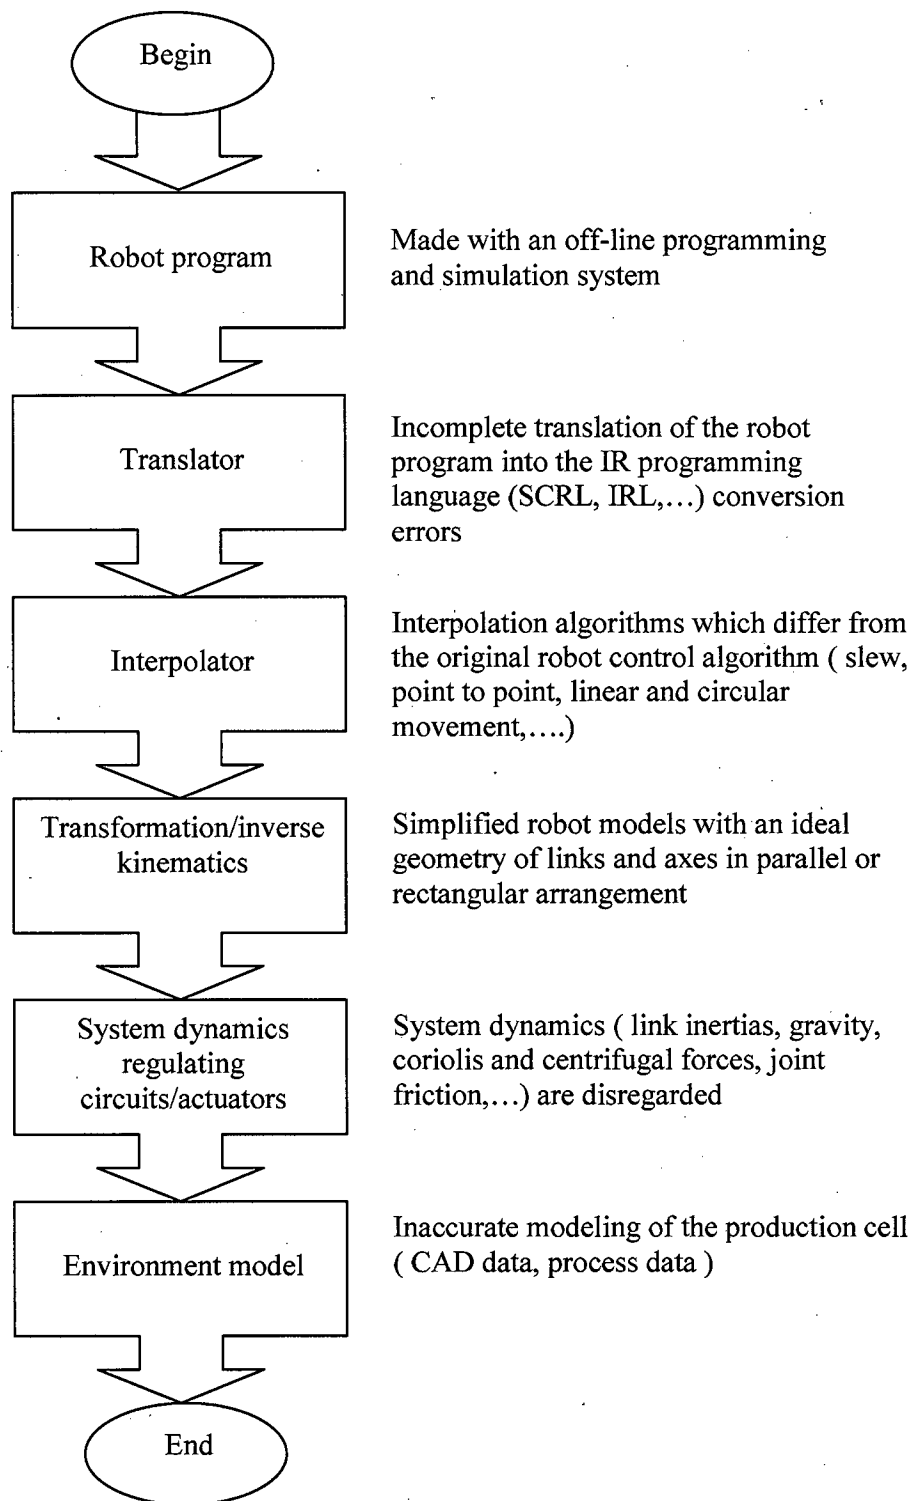 Begin
Robot program
Made with an off-line programming
and simulation system
Translator
Incomplete translation of the robot
program into the IR programming
language (SCRL, IRL,…) conversion
errors
Interpolator
Interpolation algorithms which differ from
the original robot control algorithm ( slew,
point to point, linear and circular
movement,….)
Transformation/inverse
kinematics
Simplified robot models with an ideal
geometry of links and axes in parallel or
rectangular arrangement
System dynamics
regulating
circuits/actuators
System dynamics ( link inertias, gravity,
coriolis and centrifugal forces, joint
friction,…) are disregarded
Environment model
Inaccurate modeling of the production cell
( CAD data, process data )
End